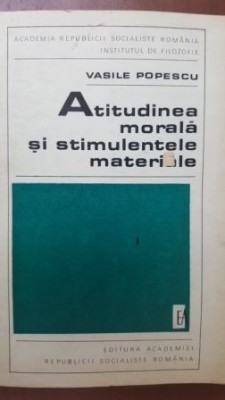 ACADEMIA REPUBLICII SOCIALISTE ROMÂNIA
INSTITUTUL DE FILOZOFIE
VASILE POPESCU
Atitudinea
morală
și stimulentele
materiale
EA
EDITURA ACADEMIEI
REPUBLICII SOCIALISTE ROMÂNIA